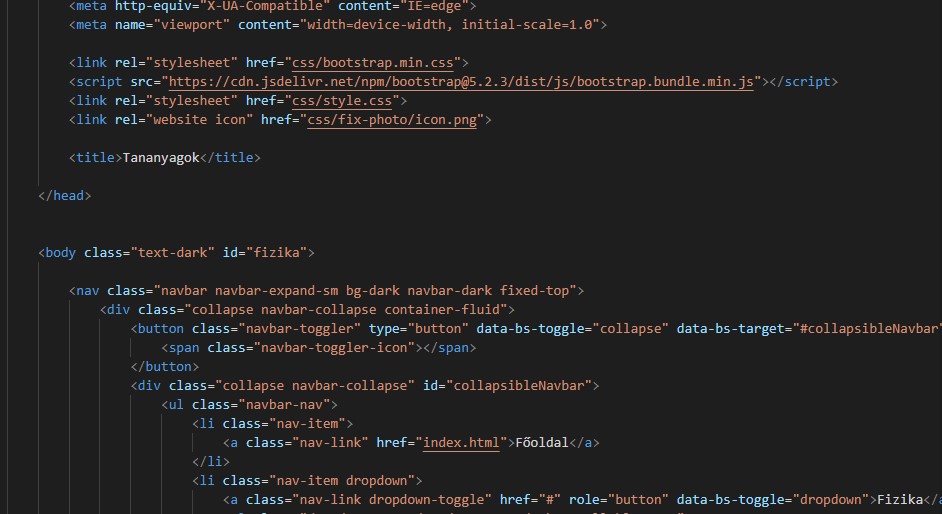 <meta http-equiv="X-UA-Compatible" content="IE=edge">
<meta name="viewport" content="width=device-width, initial-scale=1.0">
<link rel="stylesheet" href="css/bootstrap.min.css">
<script src="https://cdn.jsdelivr.net/npm/bootstrap@5.2.3/dist/js/bootstrap.bundle.min.js"></script>
<link rel="stylesheet" href="css/style.css">
<link rel="website icon" href="css/fix-photo/icon.png">
<title>Tananyagok</title>
</head>
<body class="text-dark" id="fizika">
<nav class="navbar navbar-expand-sm bg-dark navbar-dark fixed-top">
<div class="collapse navbar-collapse container-fluid">
<button class="navbar-toggler" type="button" data-bs-toggle="collapse" data-bs-target="#collapsibleNavbar"
<span class="navbar-toggler-icon"></span>
</button>
<div class="collapse navbar-collapse" id="collapsibleNavbar">
<ul class="navbar-nav">
<li class="nav-item">
<a class="nav-link" href="index.html">Főoldal</a>
</li>
<li class="nav-item dropdown">
<a class="nav-link dropdown-toggle" href="#" role="button" data-bs-toggle="dropdown">Fizika</a